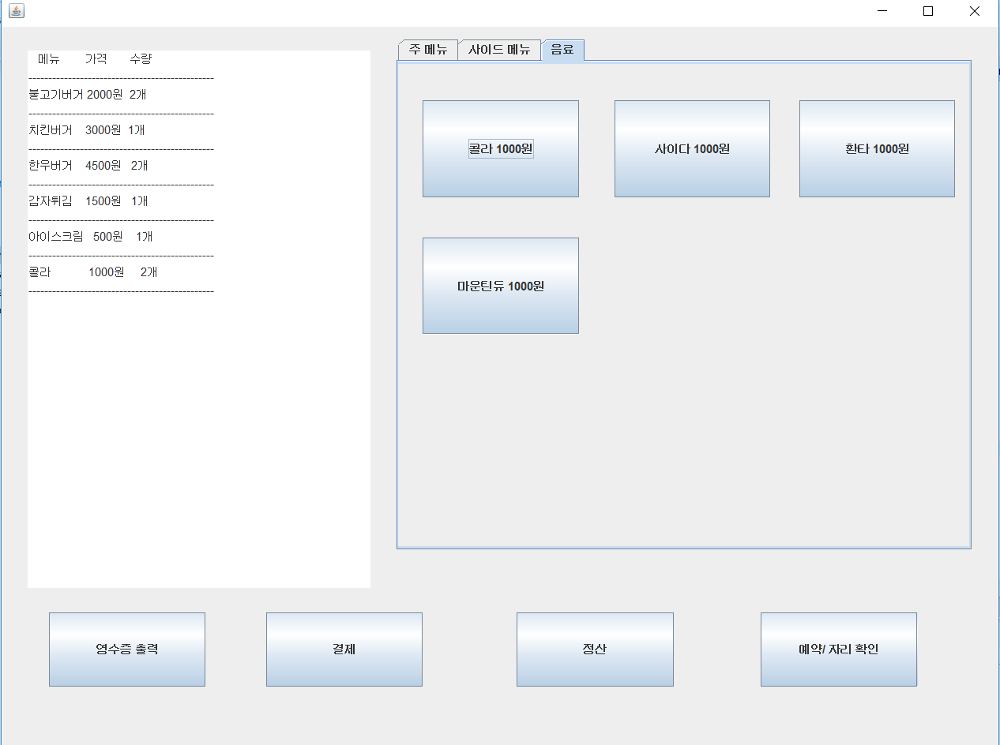 메뉴 가격 수량
-----------------------------------------------
불고기버거 2000원 2개
-----------------------------------------------
치킨버거 3000원 1개
-----------------------------------------------
한우버거 4500원 2개
-----------------------------------------------
감자튀김 1500원 1개
-----------------------------------------------
아이스크림 500원 1개
-----------------------------------------------
콜라 1000원 2개
-----------------------------------------------
주 메뉴 사이드 메뉴 음료
콜라 1000원 사이다 1000원 환타 1000원
마운틴듀 1000원
영수증 출력 결제 정산 예약/ 자리 확인